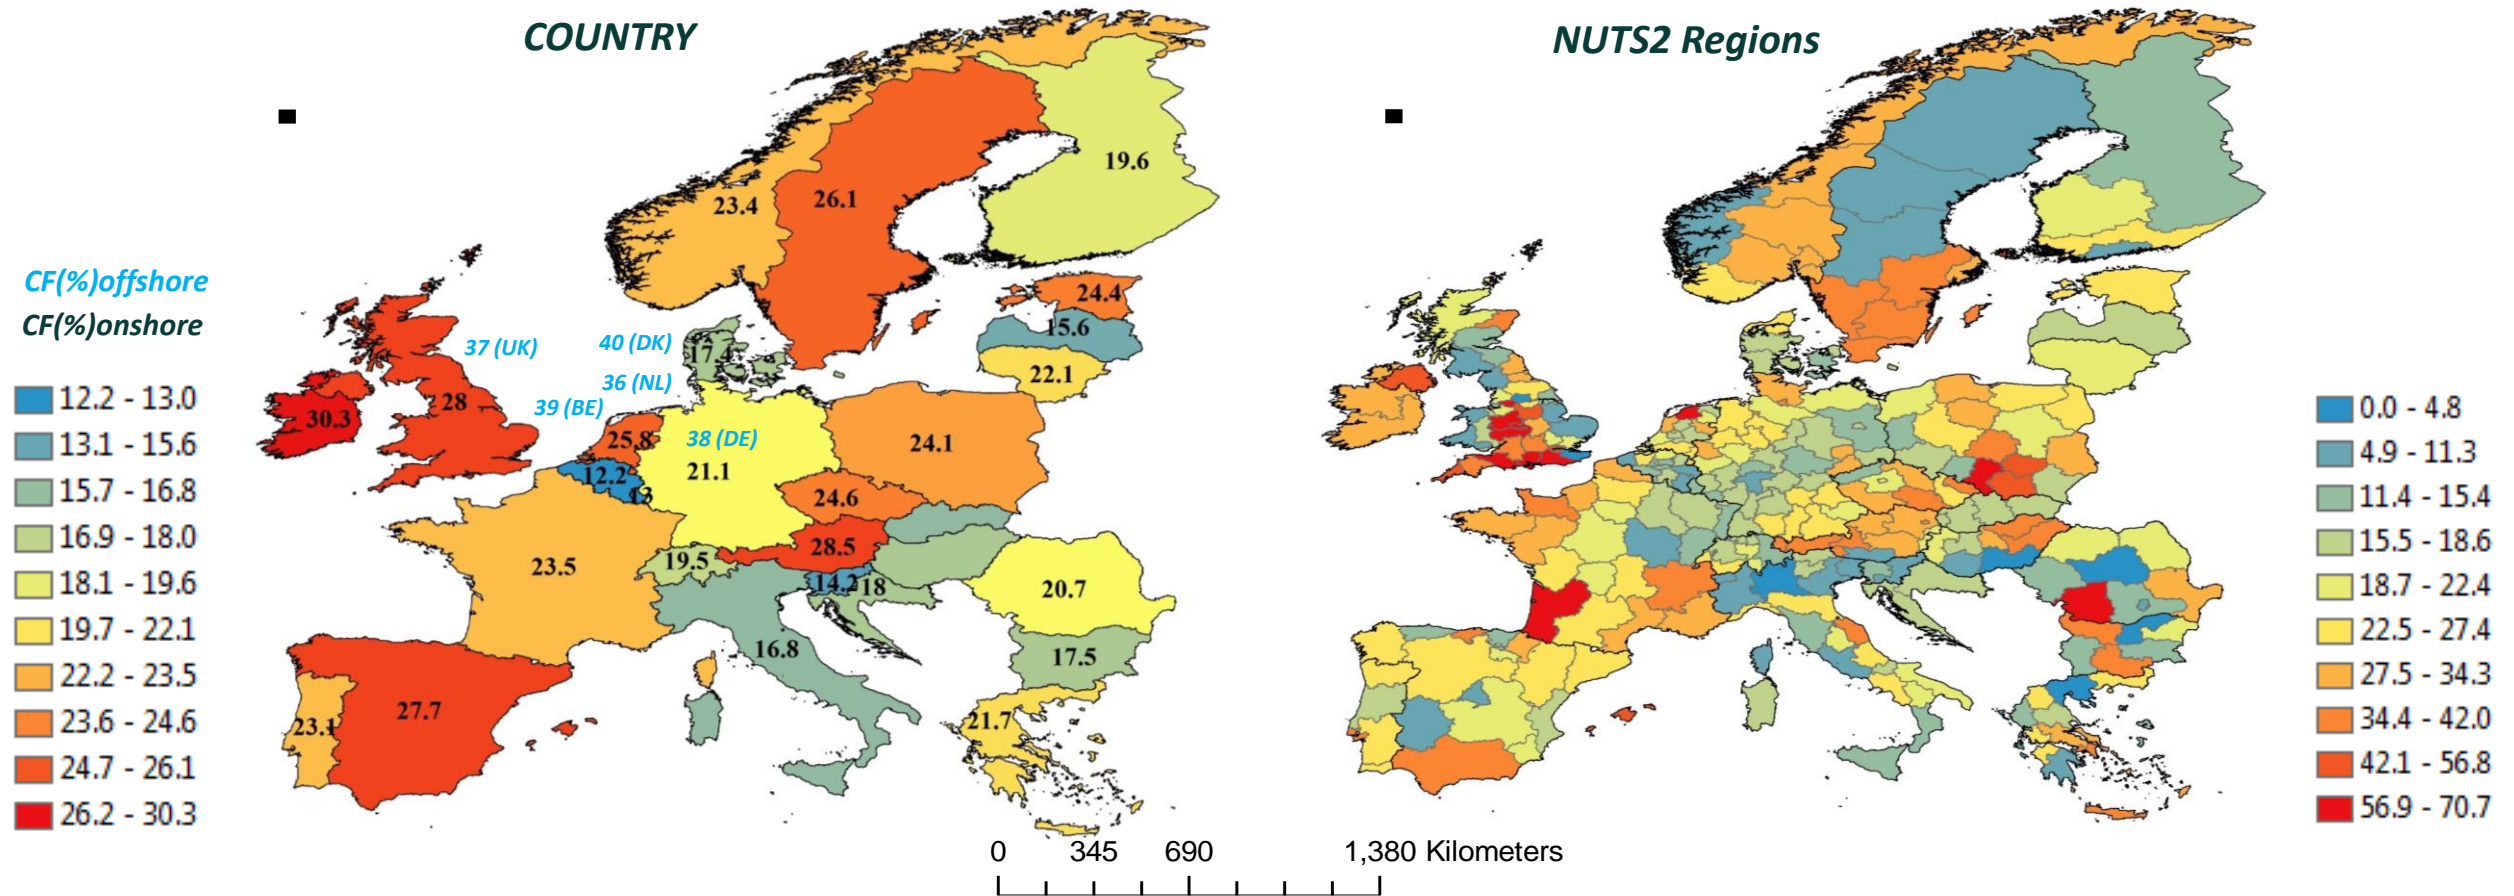 COUNTRY
NUTS2 Regions
CF(%)offshore
CF(%)onshore
12.2 - 13.0
13.1 - 15.6
15.7 - 16.8
16.9 - 18.0
18.1 - 19.6
19.7 - 22.1
22.2 - 23.5
23.6 - 24.6
24.7 - 26.1
26.2 - 30.3
19.6
23.4
26.1
24.4
15.6
22.1
37 (UK)
40 (DK)
17.4
36 (NL)
39 (BE)
30.3
28
25.8
38 (DE)
24.1
12.2
13
21.1
24.6
28.5
19.5
23.5
14.2
18
20.7
16.8
17.5
27.7
23.1
21.7
0.0 - 4.8
4.9 - 11.3
11.4 - 15.4
15.5 - 18.6
18.7 - 22.4
22.5 - 27.4
27.5 - 34.3
34.4 - 42.0
42.1 - 56.8
56.9 - 70.7
0 345 690 1,380 Kilometers